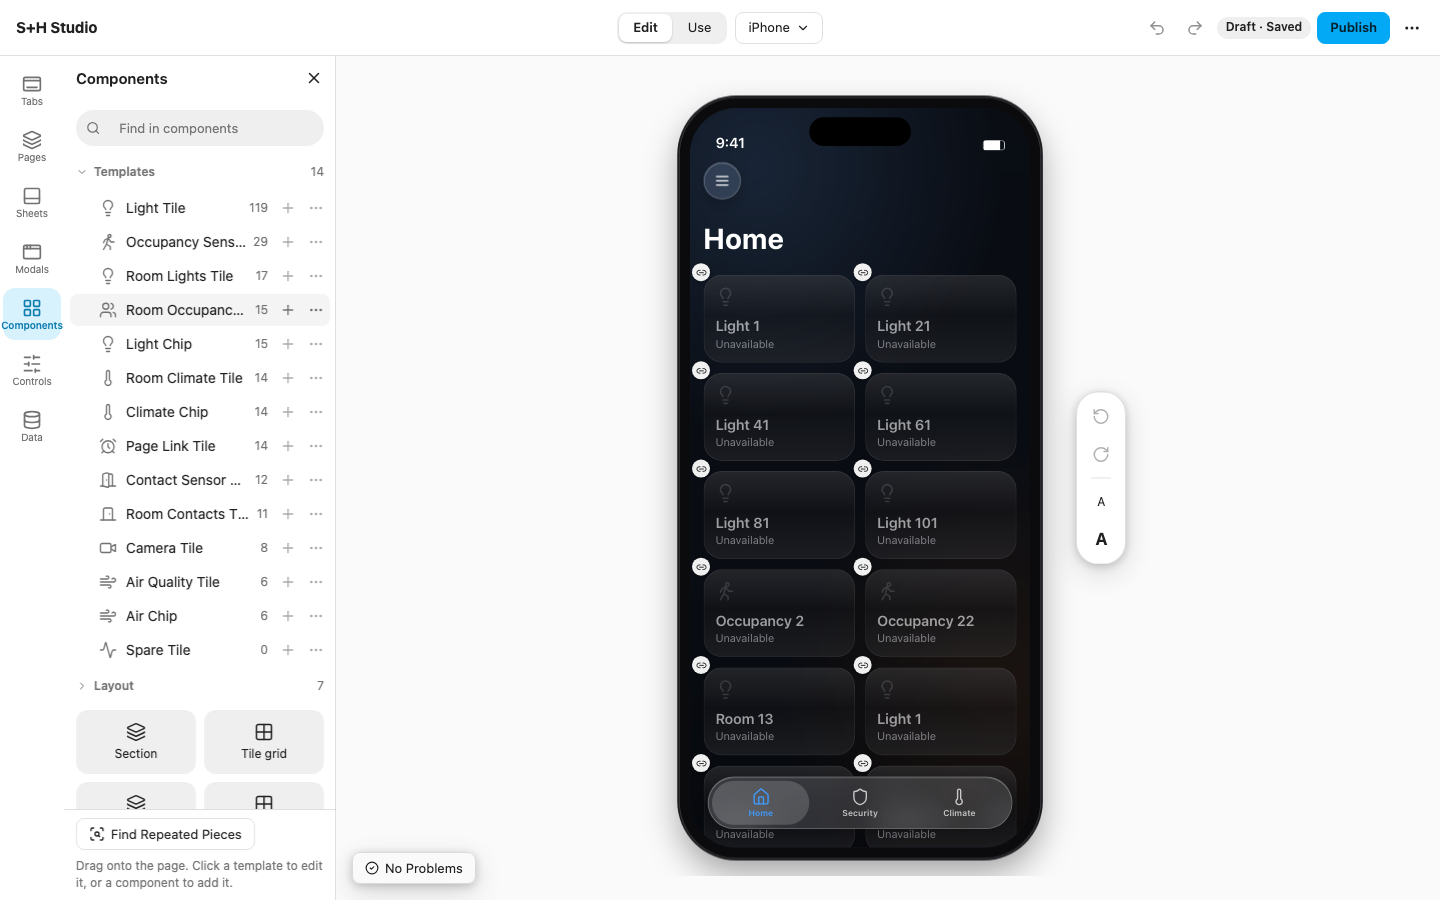 S+H Studio
Edit
Use
iPhone
Draft · Saved
Publish
Tabs
Pages
Sheets
Modals
Components
Controls
Data
Components
Find in components
Templates 14
Light Tile 119
Occupancy Sens... 29
Room Lights Tile 17
Room Occupanc... 15
Light Chip 15
Room Climate Tile 14
Climate Chip 14
Page Link Tile 14
Contact Sensor ... 12
Room Contacts T... 11
Camera Tile 8
Air Quality Tile 6
Air Chip 6
Spare Tile 0
Layout 7
Section
Tile grid
Find Repeated Pieces
Drag onto the page. Click a template to edit
it, or a component to add it.
No Problems
9:41
Home
Light 1
Unavailable
Light 21
Unavailable
Light 41
Unavailable
Light 61
Unavailable
Light 81
Unavailable
Light 101
Unavailable
Occupancy 2
Unavailable
Occupancy 22
Unavailable
Room 13
Unavailable
Light 1
Unavailable
Home
Security
Climate
Unavailable
Unavailable
A
A